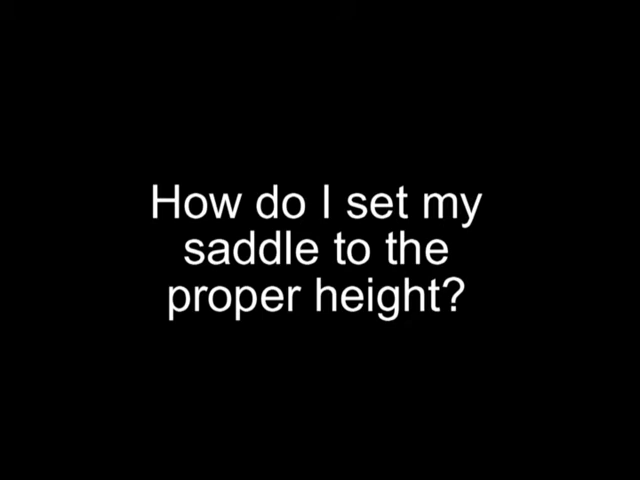 How do I set my
saddle to the
proper height?